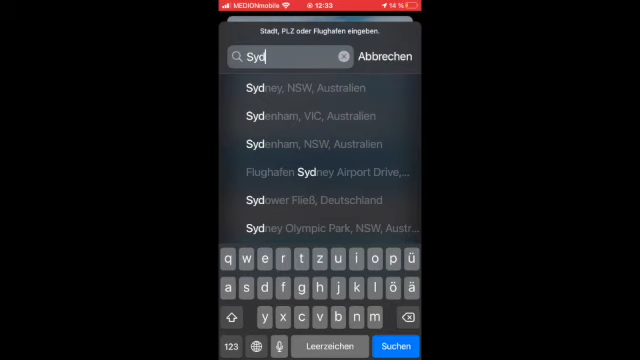 MEDIONmobile 12:33 14 %
Stadt, PLZ oder Flughafen eingeben.
Syd Abbrechen
Sydney, NSW, Australien
Sydenham, VIC, Australien
Sydenham, NSW, Australien
Flughafen Sydney Airport Drive,...
Sydower Fließ, Deutschland
Sydney Olympic Park, NSW, Austr...
q w e r t z u i o p ü
a s d f g h j k l ö ä
y x c v b n m
123 Leerzeichen Suchen